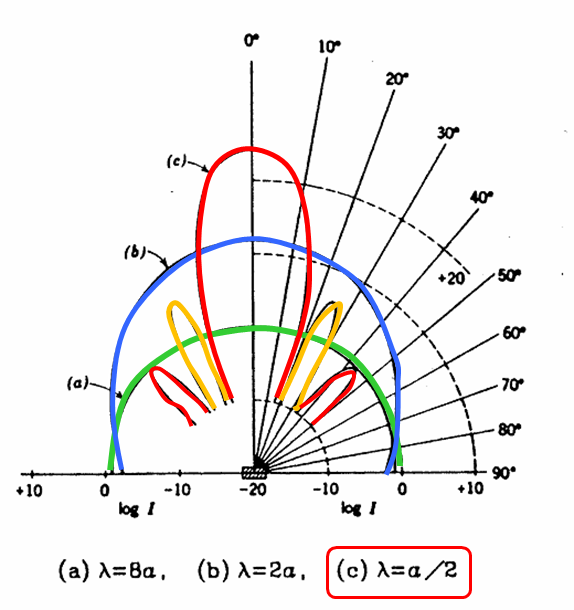 0°
10°
20°
30°
(c)
40°
(b)
+20
50°
60°
(a)
70°
80°
90°
+10 0 -10 -20 -10 0 +10
log I log I
(a) λ=8a, (b) λ=2a, (c) λ=a/2